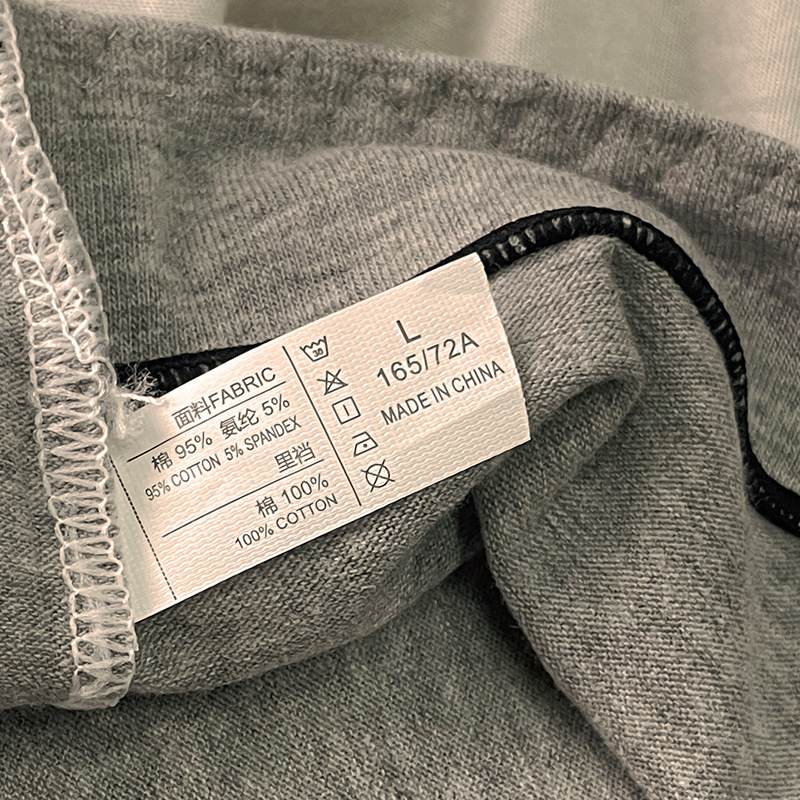 面料FABRIC
棉 95% 氨纶 5%
95% COTTON 5% SPANDEX
里裆
棉 100%
100% COTTON
30
L
165/72A
MADE IN CHINA